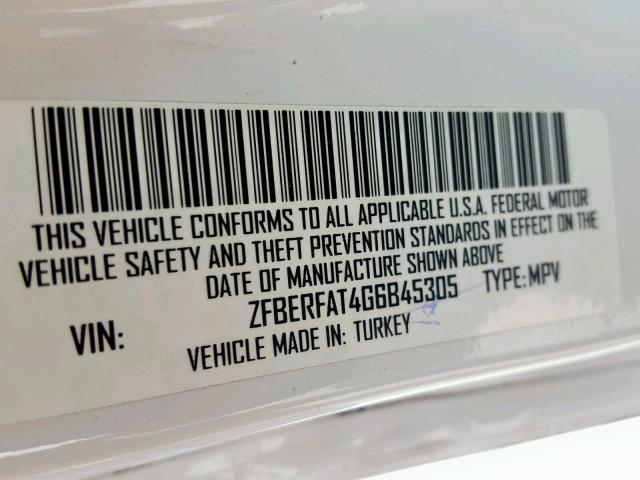 THIS VEHICLE CONFORMS TO ALL APPLICABLE U.S.A. FEDERAL MOTOR
VEHICLE SAFETY AND THEFT PREVENTION STANDARDS IN EFFECT ON THE
DATE OF MANUFACTURE SHOWN ABOVE
VIN: ZFBERFAT4G6B45305 TYPE: MPV
VEHICLE MADE IN: TURKEY